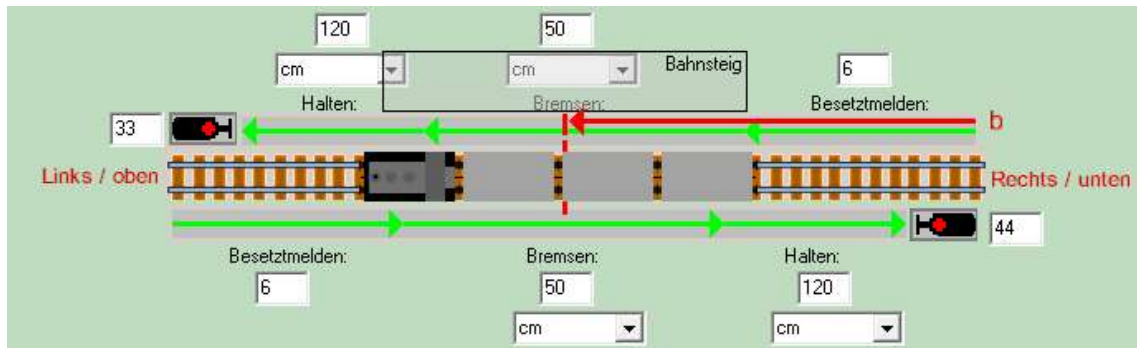 120 50
cm cm Bahnsteig 6
Halten: Bremsen: Besetztmelden:
33 b
Links / oben Rechts / unten
44
Besetztmelden: Bremsen: Halten:
6 50 120
cm cm